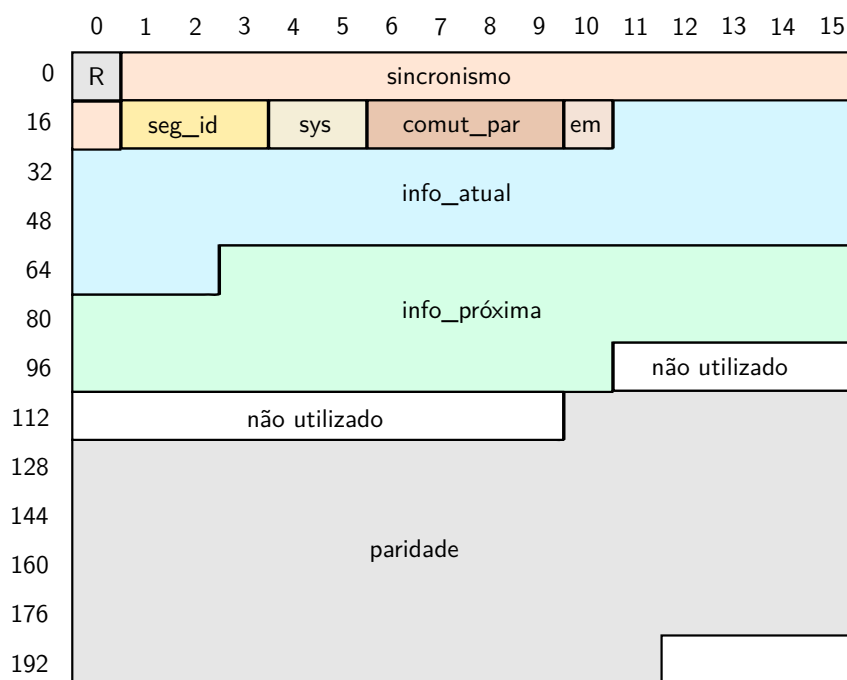 0 1 2 3 4 5 6 7 8 9 10 11 12 13 14 15
0 R sincronismo
16 seg_id sys comut_par em
32
info_atual
48
64
info_próxima
80
96 não utilizado
112 não utilizado
128
144
paridade
160
176
192